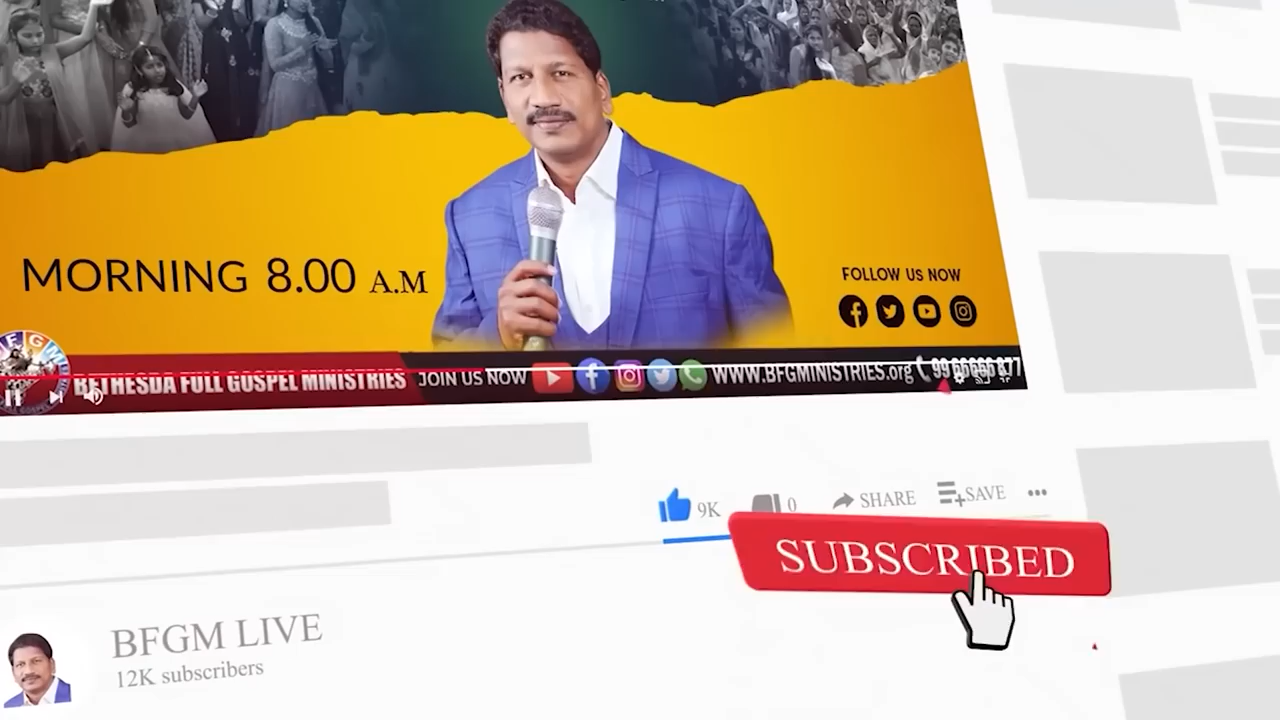 MORNING 8.00 A.M
FOLLOW US NOW
BETHESDA FULL GOSPEL MINISTRIES JOIN US NOW WWW.BFGMINISTRIES.org
9K 0 SHARE SAVE
SUBSCRIBED
BFGM LIVE
12K subscribers